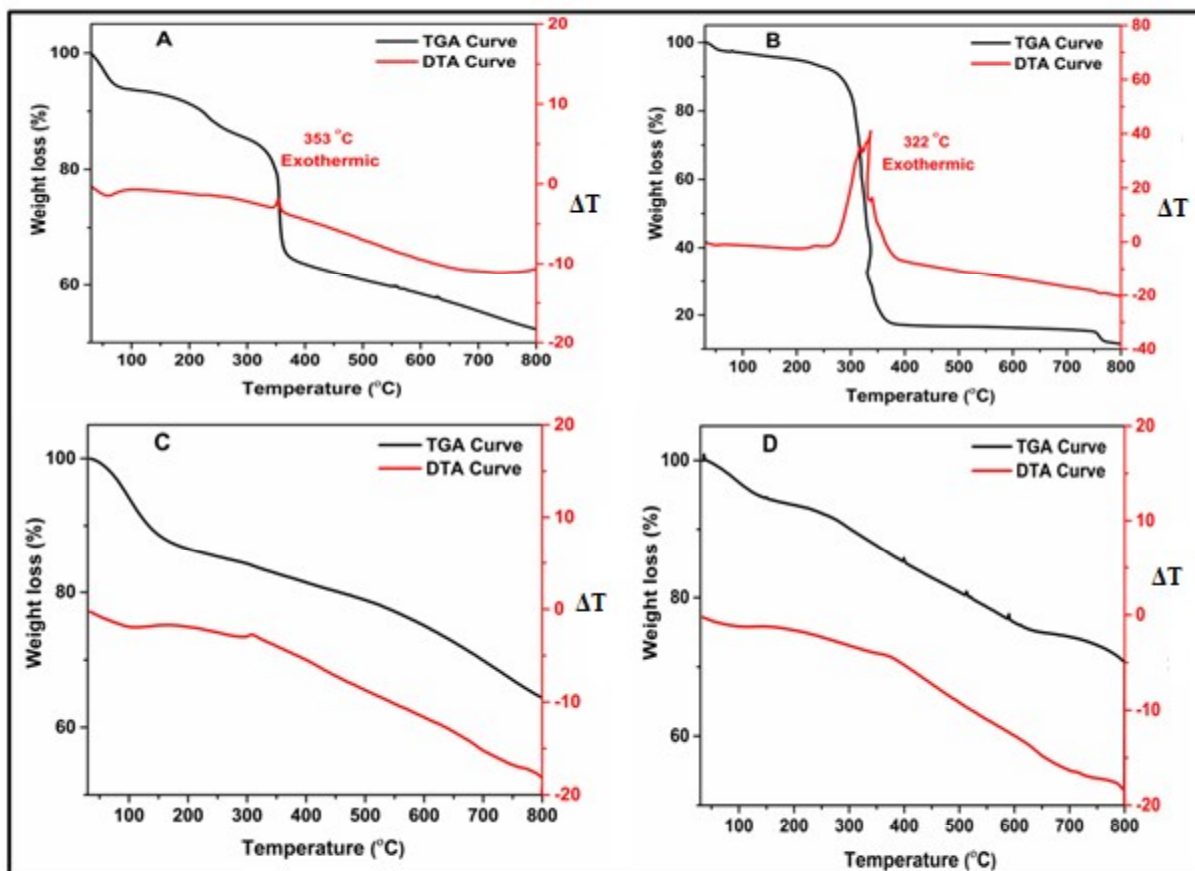 A
TGA Curve
DTA Curve
353 °C
Exothermic
Weight loss (%)
100
80
60
20
10
0
-10
-20
ΔT
100 200 300 400 500 600 700 800
Temperature (°C)
B
TGA Curve
DTA Curve
322 °C
Exothermic
Weight loss (%)
100
80
60
40
20
80
60
40
20
0
-20
-40
ΔT
100 200 300 400 500 600 700 800
Temperature (°C)
C
TGA Curve
DTA Curve
Weight loss (%)
100
80
60
20
10
0
-10
-20
ΔT
100 200 300 400 500 600 700 800
Temperature (°C)
D
TGA Curve
DTA Curve
Weight loss (%)
100
80
60
20
10
0
-10
-20
ΔT
100 200 300 400 500 600 700 800
Temperature (°C)